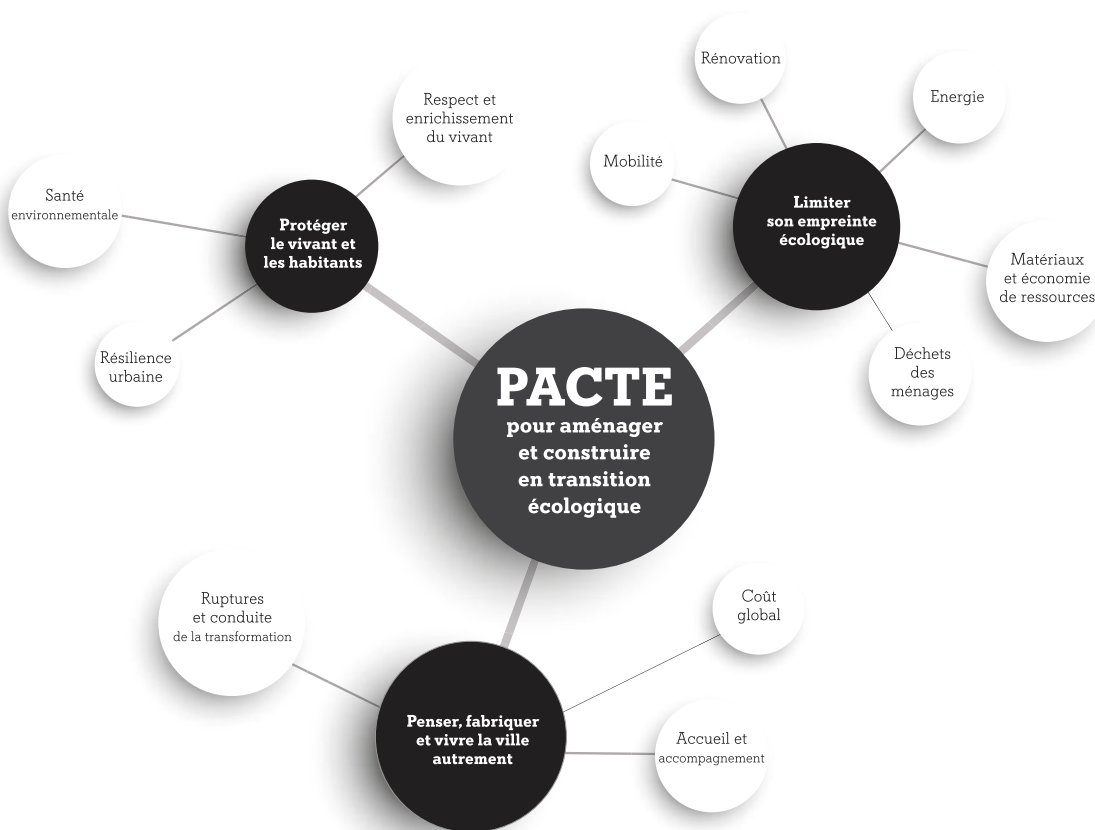 Rénovation
Energie
Respect et
enrichissement
du vivant
Mobilité
Santé
environnementale
Limiter
son empreinte
écologique
Protéger
le vivant et
les habitants
Matériaux
et économie
de ressources
Résilience
urbaine
Déchets
des
ménages
PACTE
pour aménager
et construire
en transition
écologique
Ruptures
et conduite
de la transformation
Coût
global
Penser, fabriquer
et vivre la ville
autrement
Accueil et
accompagnement